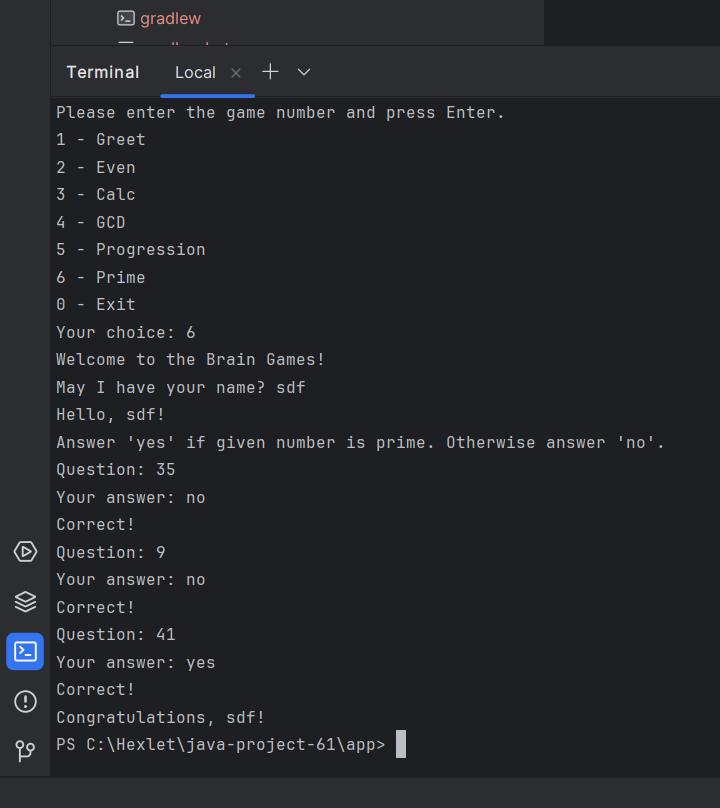 gradlew
Terminal Local
Please enter the game number and press Enter.
1 - Greet
2 - Even
3 - Calc
4 - GCD
5 - Progression
6 - Prime
0 - Exit
Your choice: 6
Welcome to the Brain Games!
May I have your name? sdf
Hello, sdf!
Answer 'yes' if given number is prime. Otherwise answer 'no'.
Question: 35
Your answer: no
Correct!
Question: 9
Your answer: no
Correct!
Question: 41
Your answer: yes
Correct!
Congratulations, sdf!
PS C:\Hexlet\java-project-61\app>